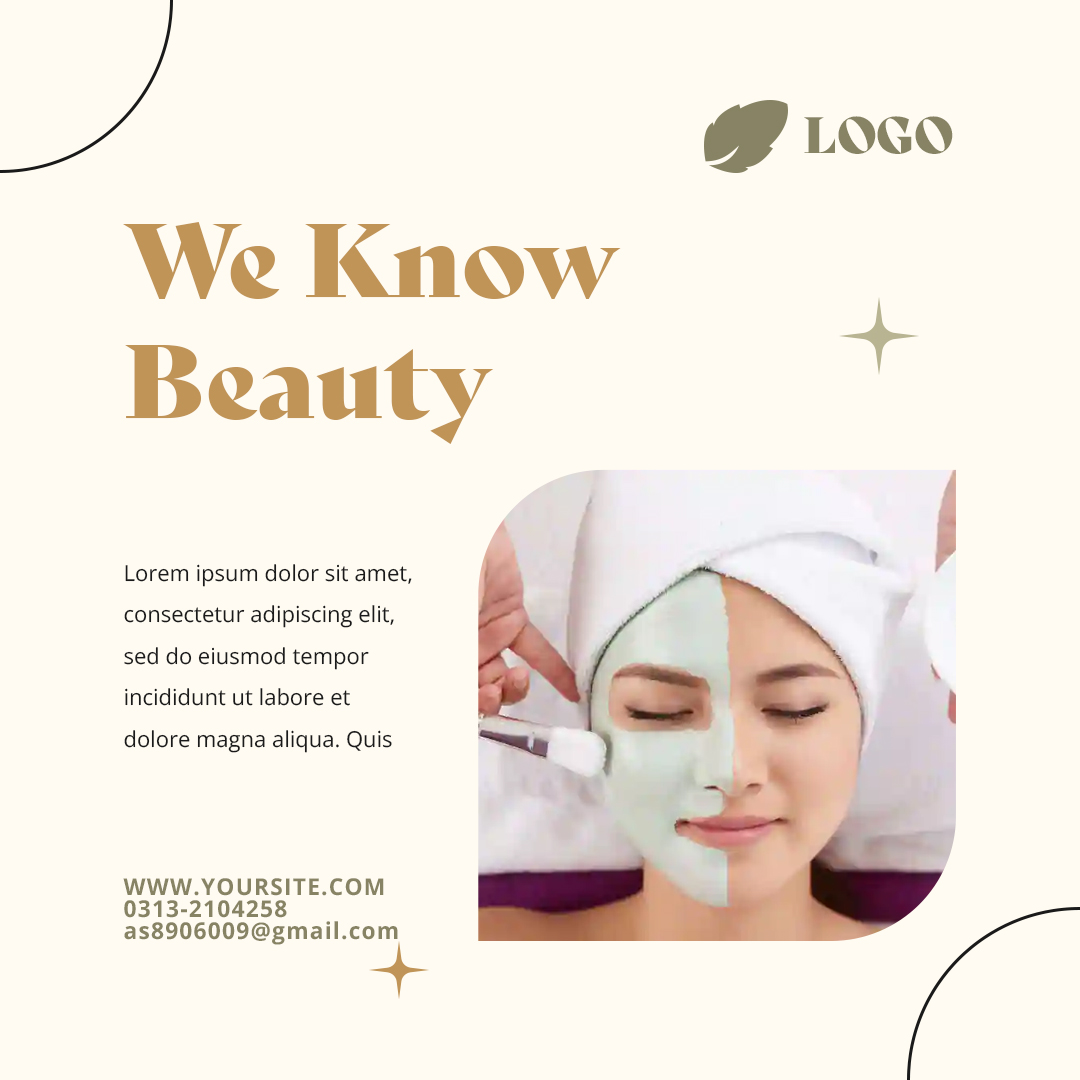 LOGO
We Know
Beauty
Lorem ipsum dolor sit amet,
consectetur adipiscing elit,
sed do eiusmod tempor
incididunt ut labore et
dolore magna aliqua. Quis
WWW.YOURSITE.COM
0313-2104258
as8906009@gmail.com